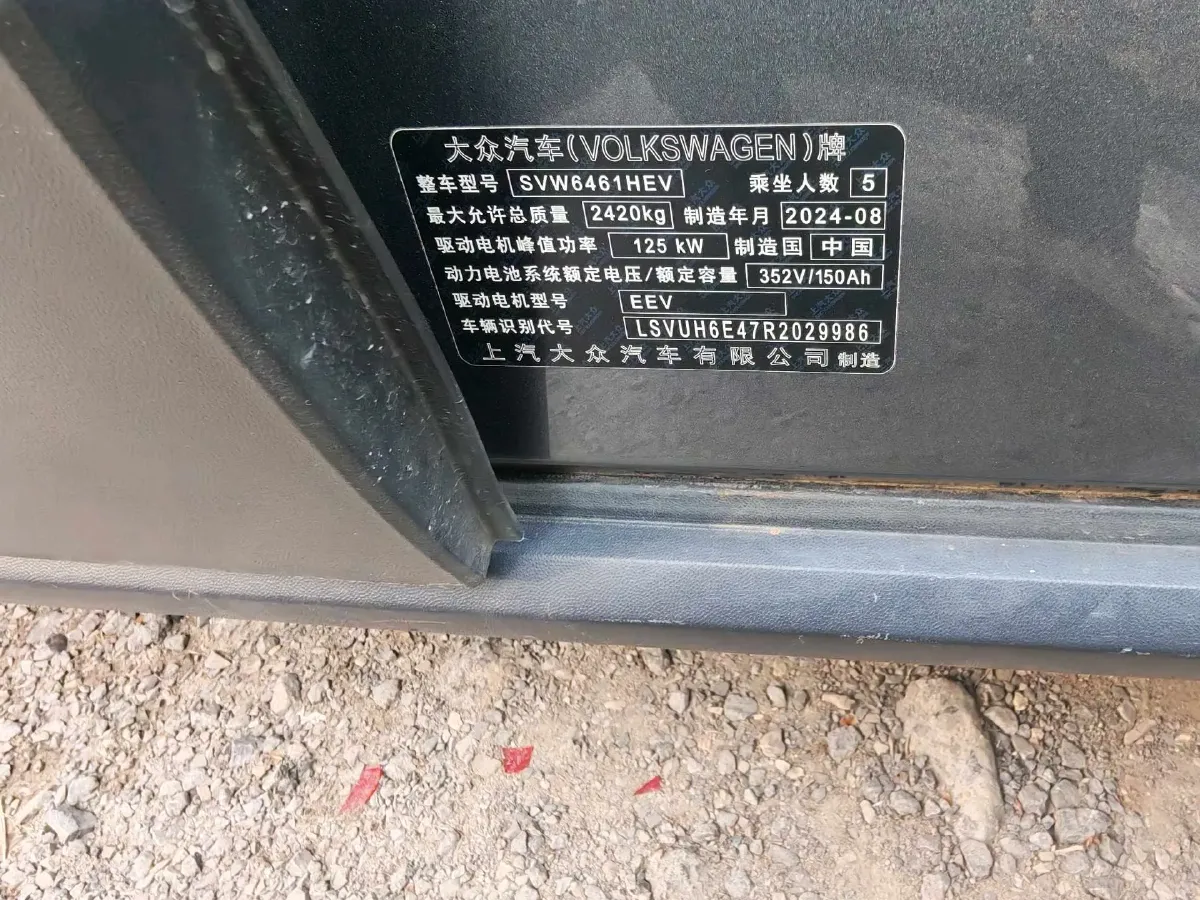 大众汽车(VOLKSWAGEN)牌
整车型号 SVW6461HEV 乘坐人数 5
最大允许总质量 2420kg 制造年月 2024-08
驱动电机峰值功率 125 kW 制造国 中国
动力电池系统额定电压/额定容量 352V/150Ah
驱动电机型号 EEV
车辆识别代号 LSVUH6E47R2029986
上汽大众汽车有限公司 制造